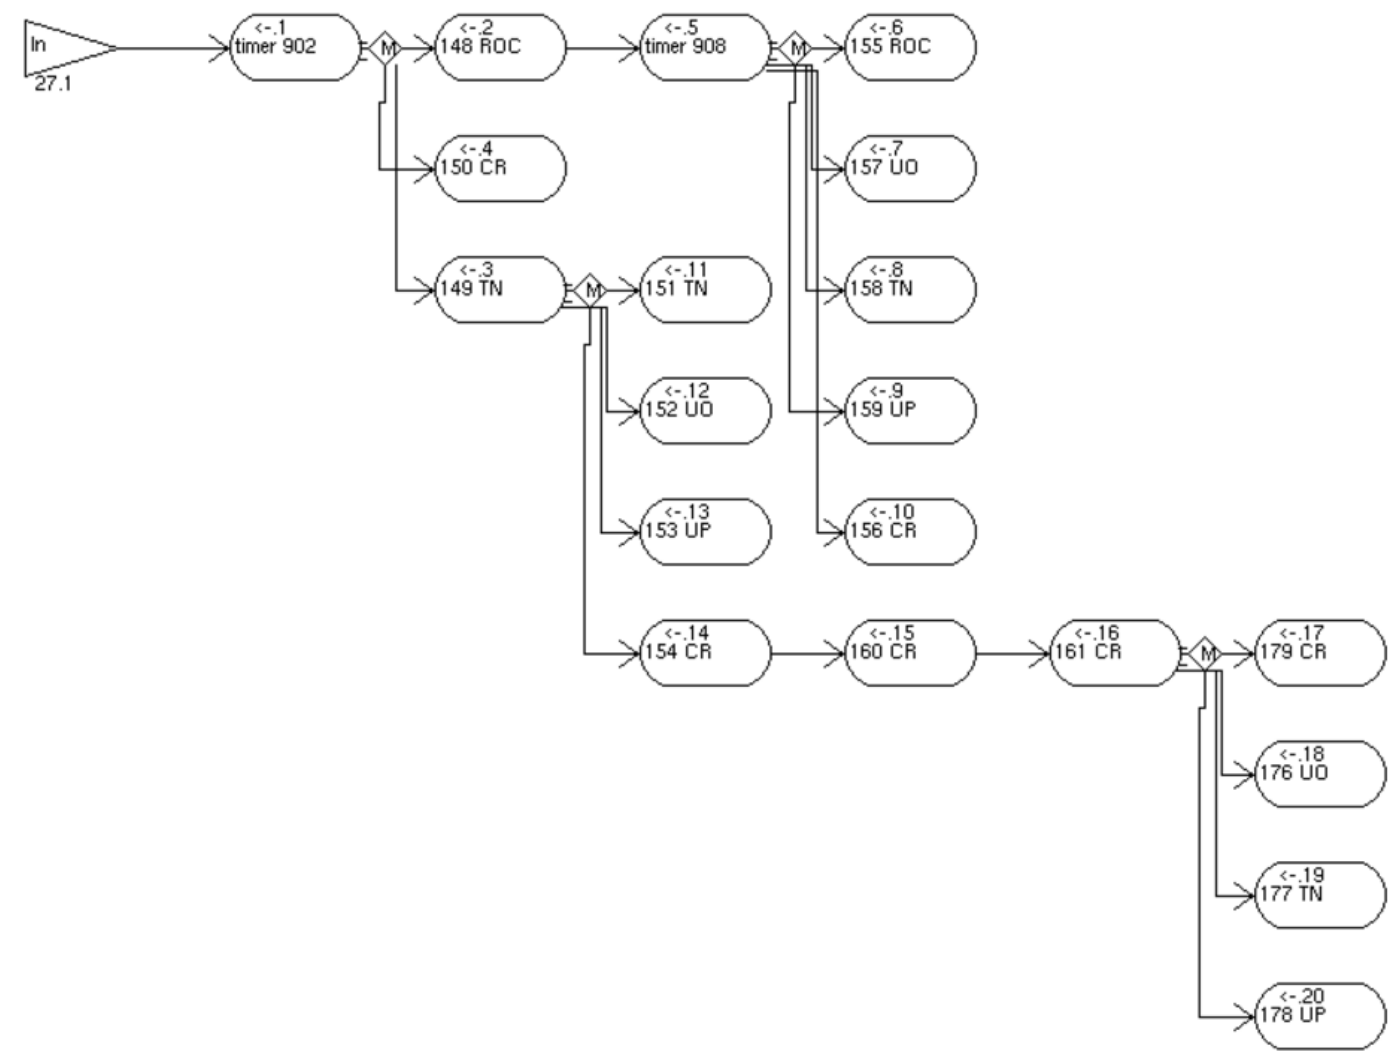 In
27.1
<-.1
timer 902
M
<-.2
148 ROC
<-.5
timer 908
M
<-.6
155 ROC
<-.4
150 CR
<-.7
157 UO
<-.3
149 TN
M
<-.11
151 TN
<-.8
158 TN
<-.12
152 UO
<-.9
159 UP
<-.13
153 UP
<-.10
156 CR
<-.14
154 CR
<-.15
160 CR
<-.16
161 CR
M
<-.17
179 CR
<-.18
176 UO
<-.19
177 TN
<-.20
178 UP